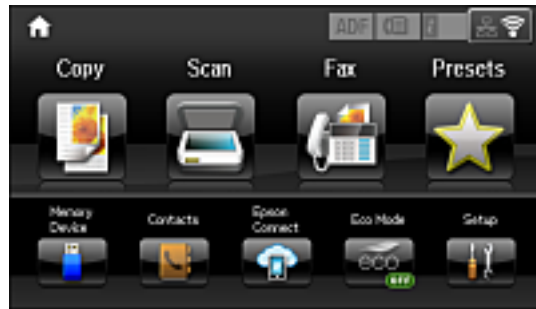 ADF
Copy Scan Fax Presets
Memory
Device
Contacts
Epson
Connect
Eco Mode
Setup
eco
OFF